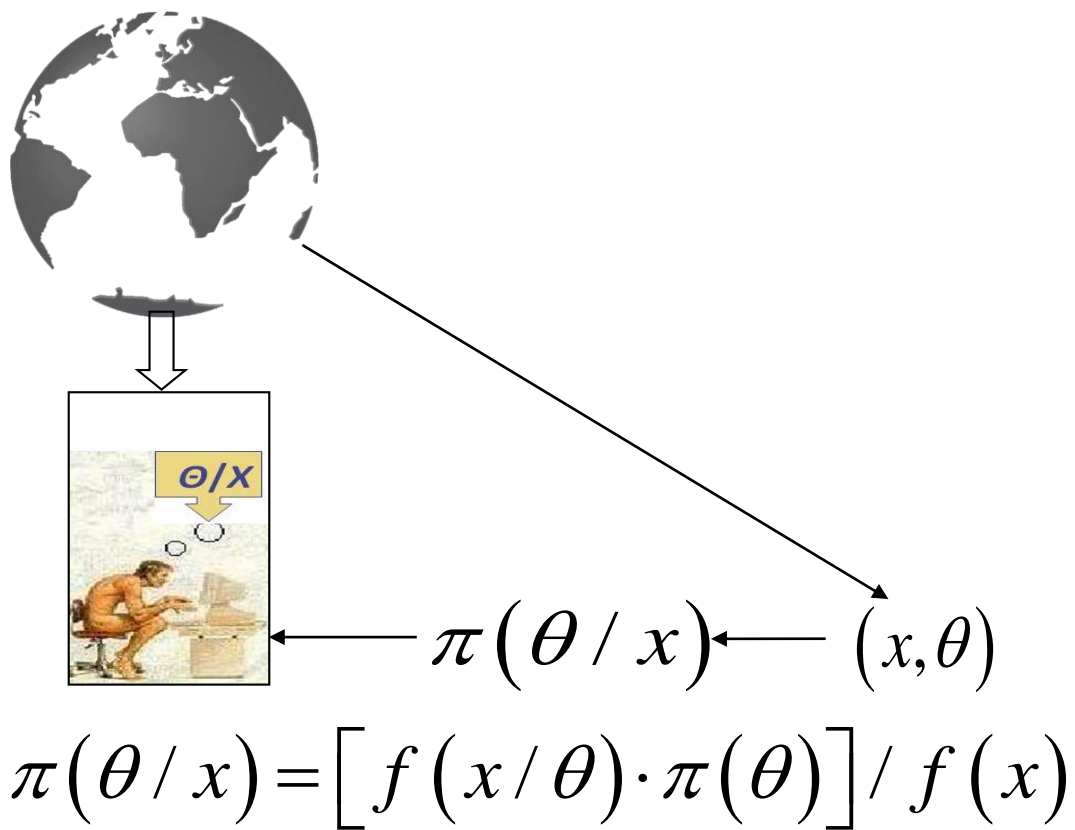 Θ/X
π(θ / x) (x,θ)
π(θ / x) = [f(x / θ)·π(θ)] / f(x)